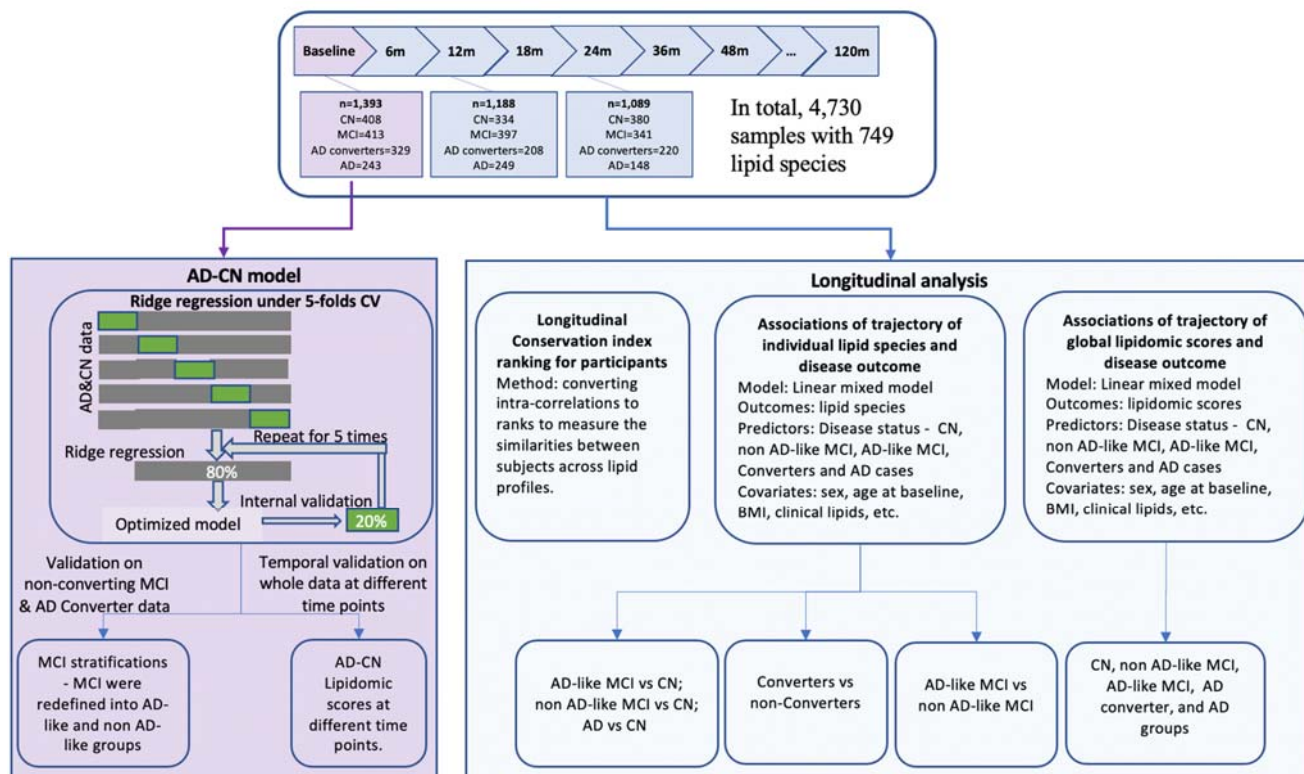 Baseline
6m
12m
18m
24m
36m
48m
...
120m
n=1,393
CN=408
MCI=413
AD converters=329
AD=243
n=1,188
CN=334
MCI=397
AD converters=208
AD=249
n=1,089
CN=380
MCI=341
AD converters=220
AD=148
In total, 4,730
samples with 749
lipid species
AD-CN model
Ridge regression under 5-folds CV
AD&CN data
Repeat for 5 times
Ridge regression
80%
Internal validation
Optimized model
20%
Validation on
non-converting MCI
& AD Converter data
Temporal validation on
whole data at different
time points
MCI stratifications
- MCI were
redefined into AD-
like and non AD-
like groups
AD-CN
Lipidomic
scores at
different time
points.
Longitudinal analysis
Longitudinal
Conservation index
ranking for participants
Method: converting
intra-correlations to
ranks to measure the
similarities between
subjects across lipid
profiles.
Associations of trajectory of
individual lipid species and
disease outcome
Model: Linear mixed model
Outcomes: lipid species
Predictors: Disease status - CN,
non AD-like MCI, AD-like MCI,
Converters and AD cases
Covariates: sex, age at baseline,
BMI, clinical lipids, etc.
Associations of trajectory of
global lipidomic scores and
disease outcome
Model: Linear mixed model
Outcomes: lipidomic scores
Predictors: Disease status - CN,
non AD-like MCI, AD-like MCI,
Converters and AD cases
Covariates: sex, age at baseline,
BMI, clinical lipids, etc.
AD-like MCI vs CN;
non AD-like MCI vs CN;
AD vs CN
Converters vs
non-Converters
AD-like MCI vs
non AD-like MCI
CN, non AD-like MCI,
AD-like MCI, AD
converter, and AD
groups